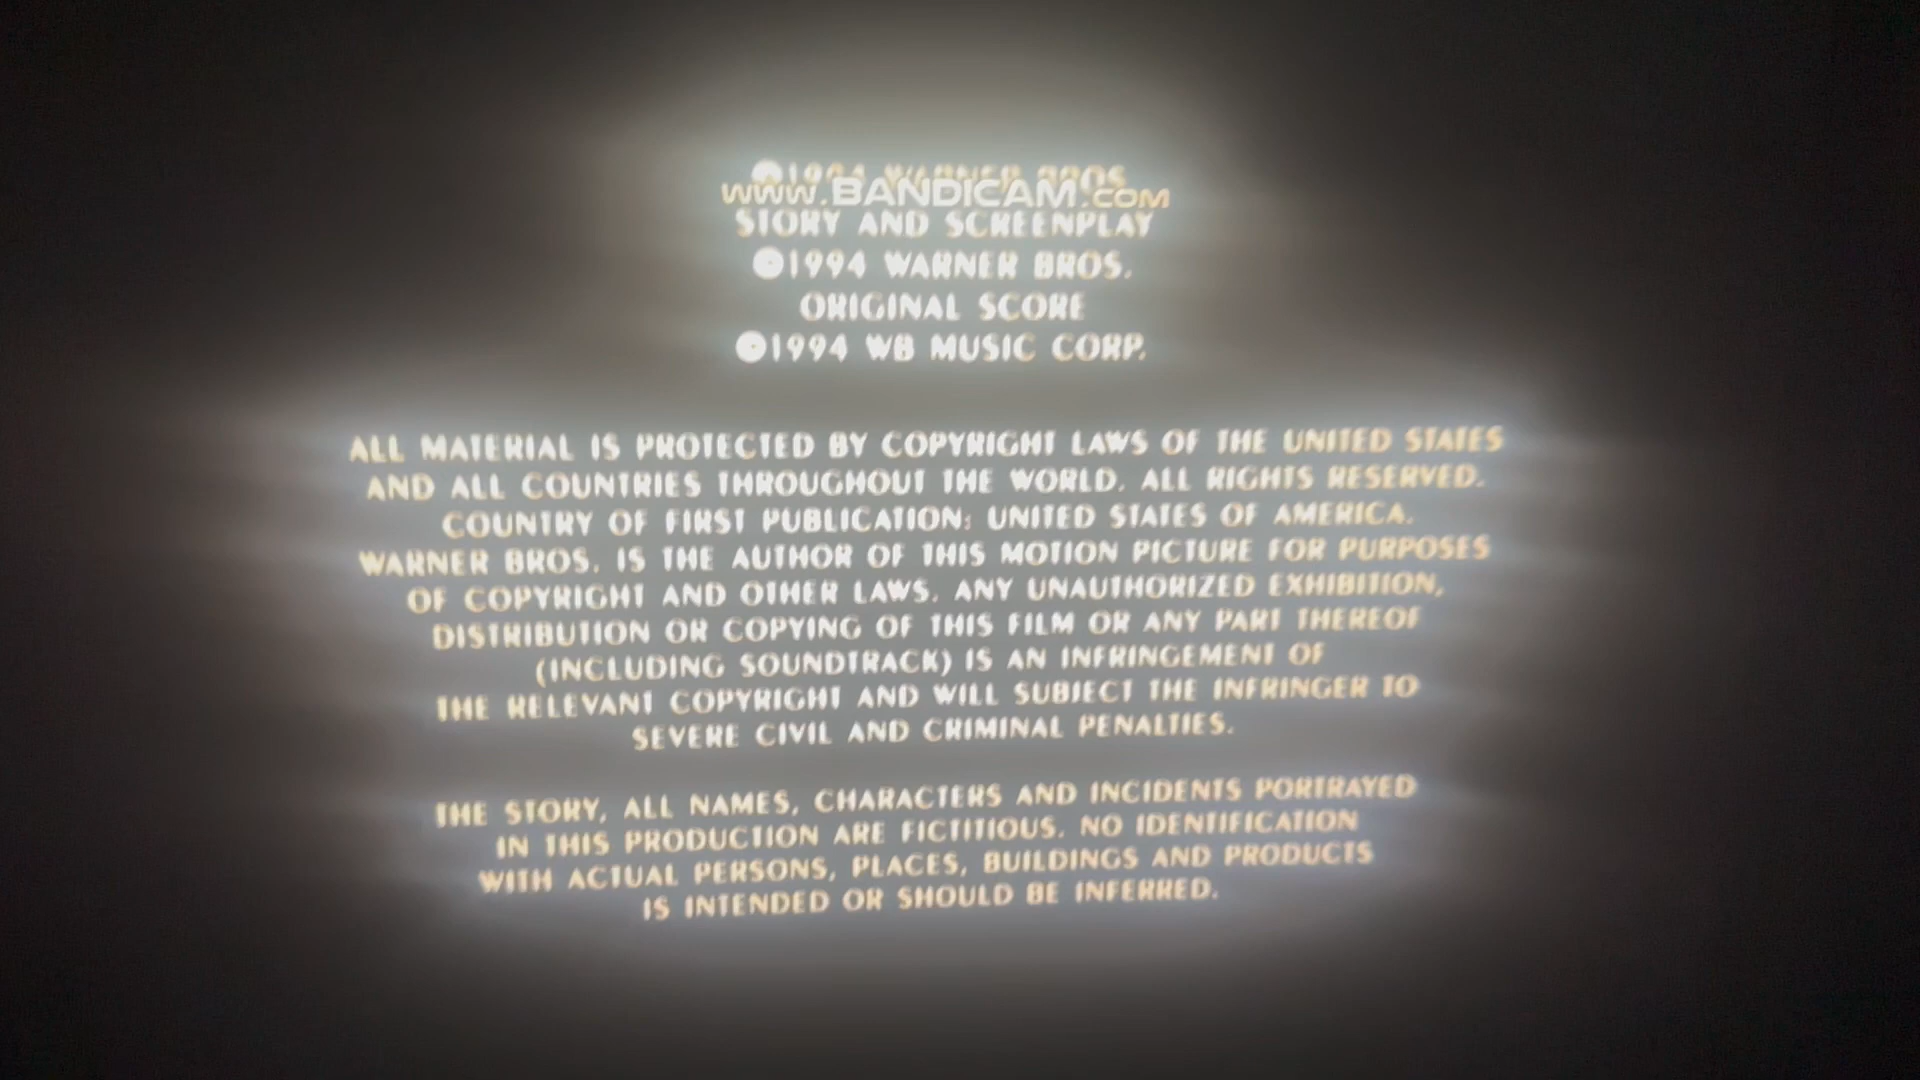 ©1994 WARNER BROS.
www.BANDICAM.com
STORY AND SCREENPLAY
©1994 WARNER BROS.
ORIGINAL SCORE
©1994 WB MUSIC CORP.
ALL MATERIAL IS PROTECTED BY COPYRIGHT LAWS OF THE UNITED STATES
AND ALL COUNTRIES THROUGHOUT THE WORLD. ALL RIGHTS RESERVED.
COUNTRY OF FIRST PUBLICATION: UNITED STATES OF AMERICA.
WARNER BROS. IS THE AUTHOR OF THIS MOTION PICTURE FOR PURPOSES
OF COPYRIGHT AND OTHER LAWS. ANY UNAUTHORIZED EXHIBITION,
DISTRIBUTION OR COPYING OF THIS FILM OR ANY PART THEREOF
(INCLUDING SOUNDTRACK) IS AN INFRINGEMENT OF
THE RELEVANT COPYRIGHT AND WILL SUBJECT THE INFRINGER TO
SEVERE CIVIL AND CRIMINAL PENALTIES.
THE STORY, ALL NAMES, CHARACTERS AND INCIDENTS PORTRAYED
IN THIS PRODUCTION ARE FICTITIOUS. NO IDENTIFICATION
WITH ACTUAL PERSONS, PLACES, BUILDINGS AND PRODUCTS
IS INTENDED OR SHOULD BE INFERRED.